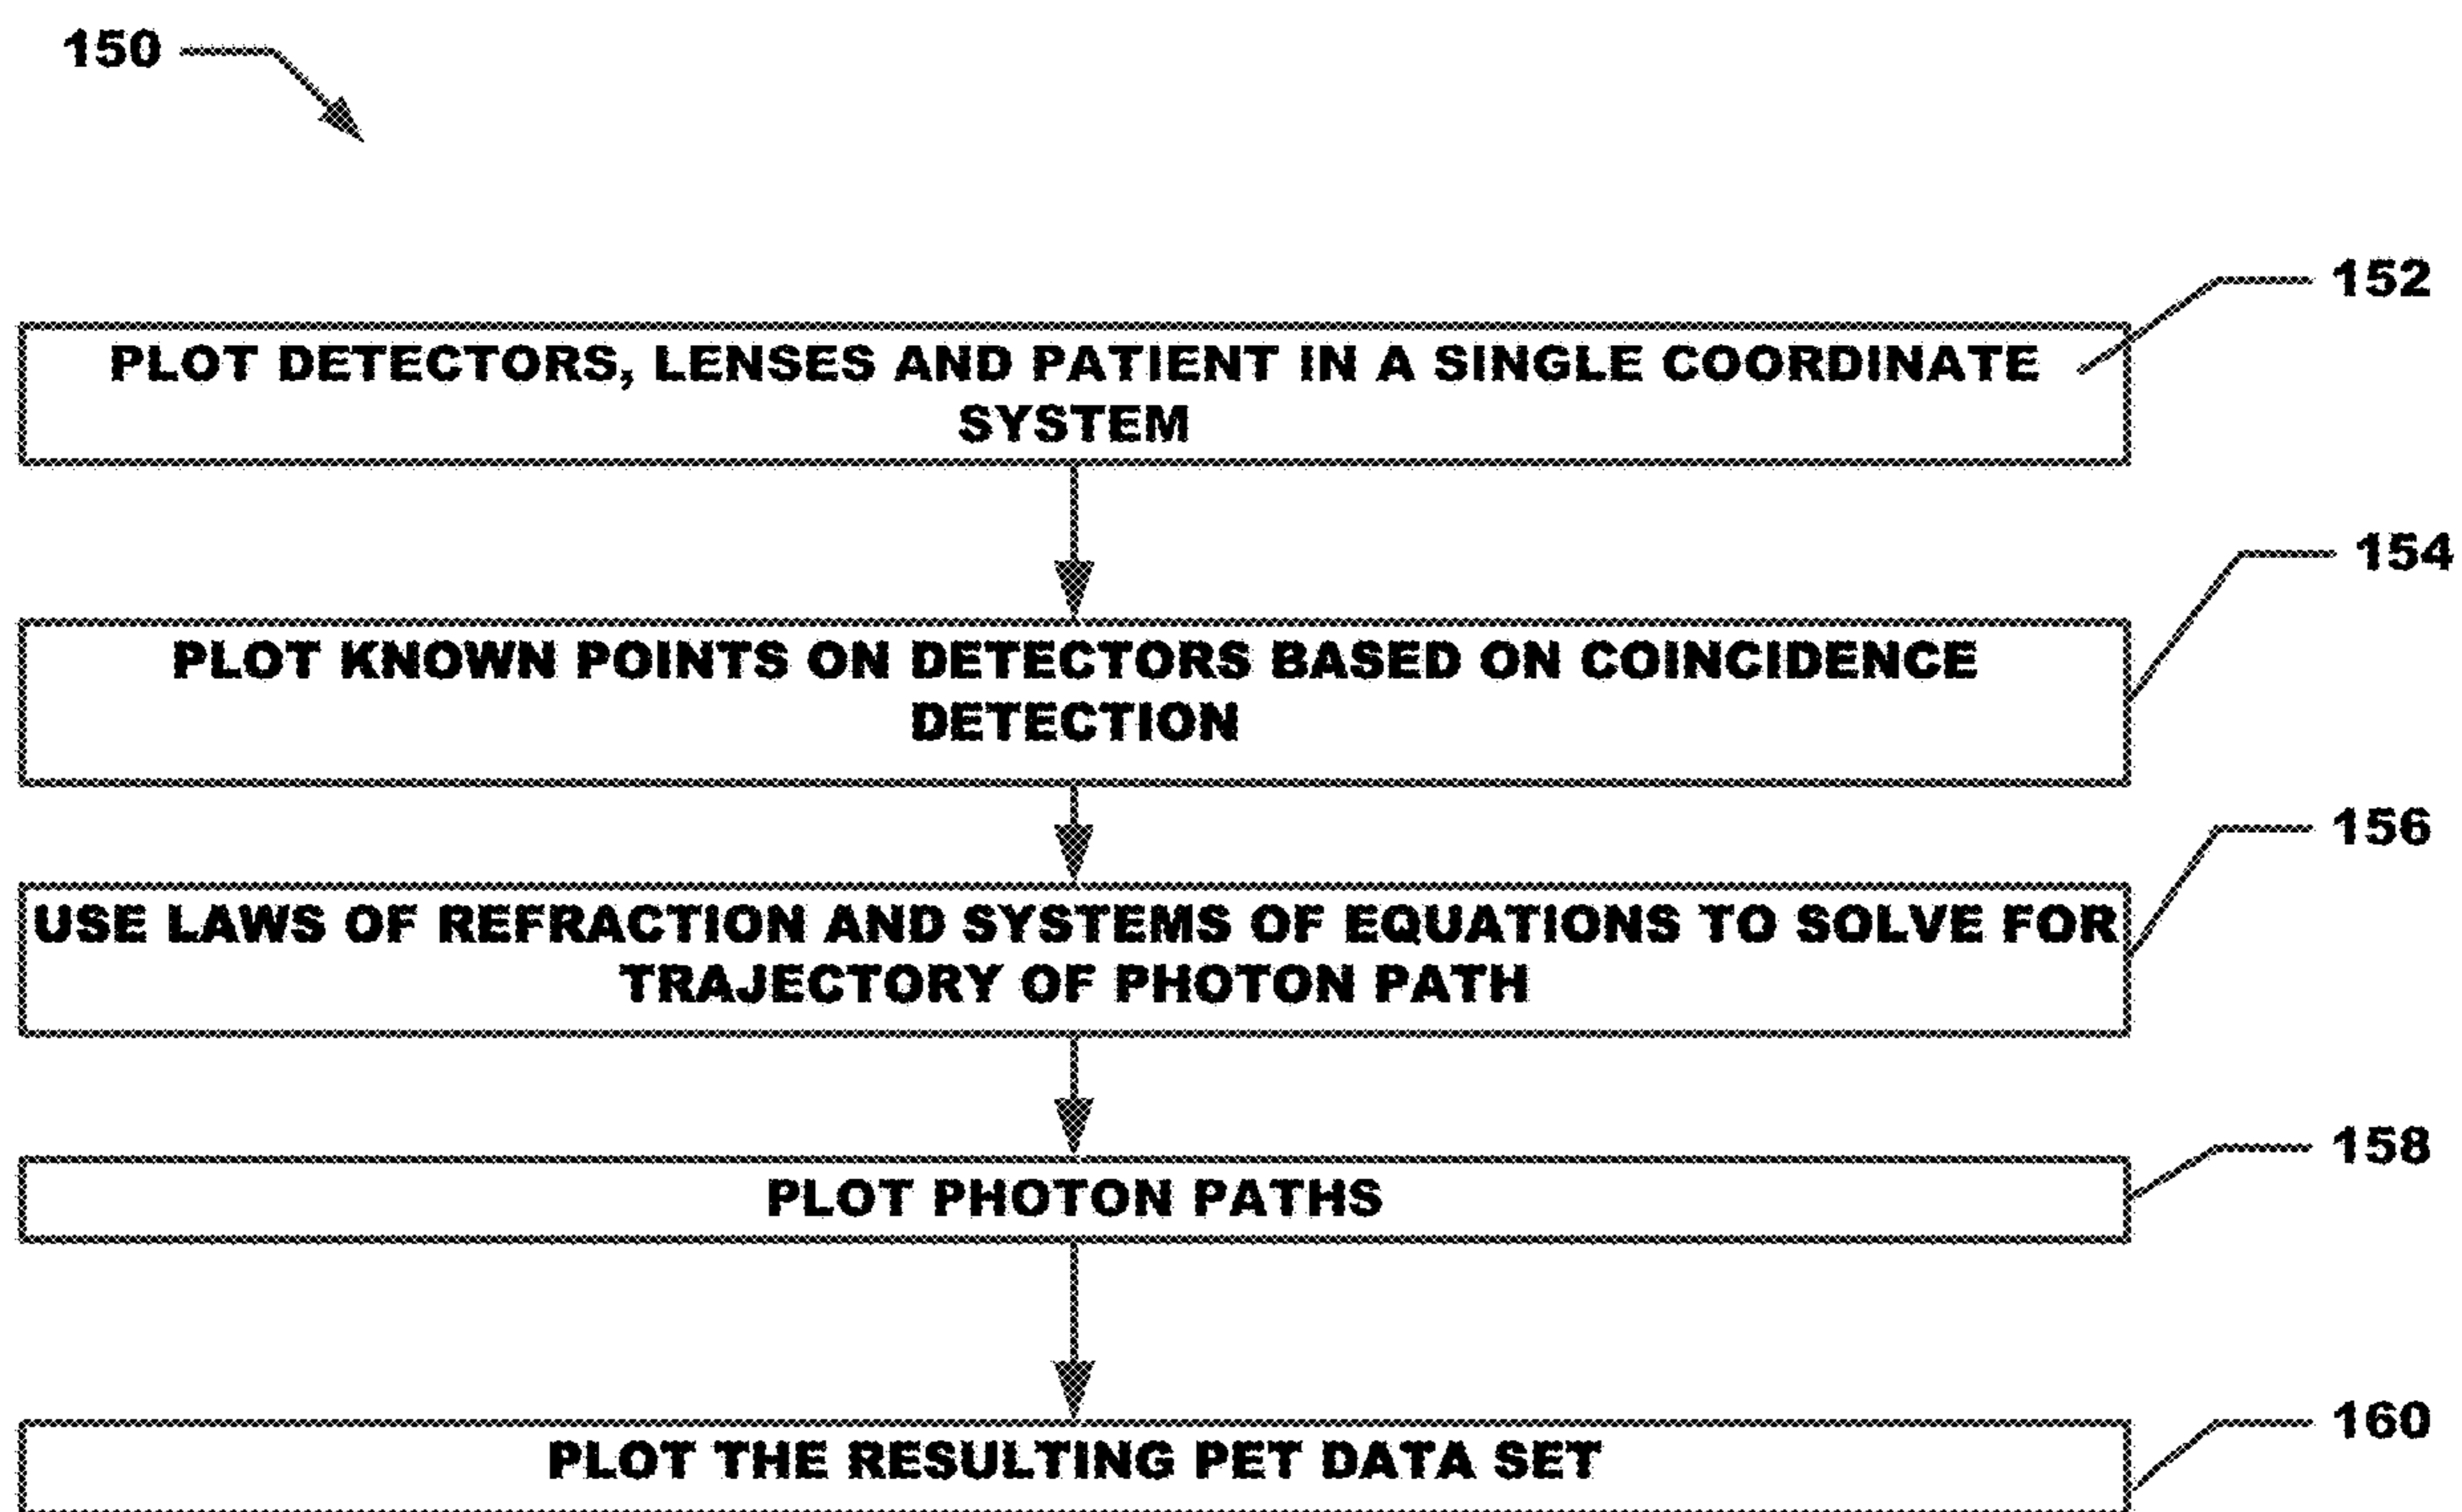 150
152
PLOT DETECTORS, LENSES AND PATIENT IN A SINGLE COORDINATE
SYSTEM
154
PLOT KNOWN POINTS ON DETECTORS BASED ON COINCIDENCE
DETECTION
156
USE LAWS OF REFRACTION AND SYSTEMS OF EQUATIONS TO SOLVE FOR
TRAJECTORY OF PHOTON PATH
158
PLOT PHOTON PATHS
160
PLOT THE RESULTING PET DATA SET